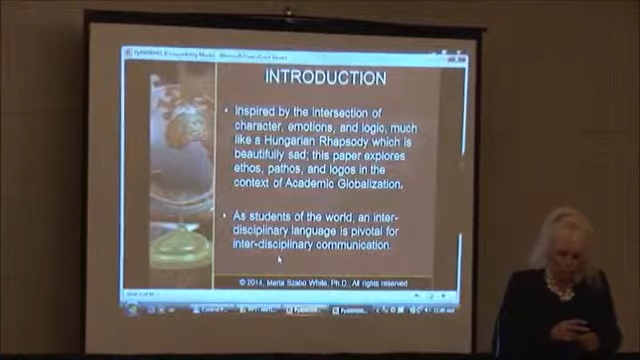 INTRODUCTION
• Inspired by the intersection of
character, emotions, and logic, much
like a Hungarian Rhapsody which is
beautifully sad; this paper explores
ethos, pathos, and logos in the
context of Academic Globalization.
• As students of the world, an inter-
disciplinary language is pivotal for
inter-disciplinary communication.
© 2014, Marta Szabo White, Ph.D., All rights reserved